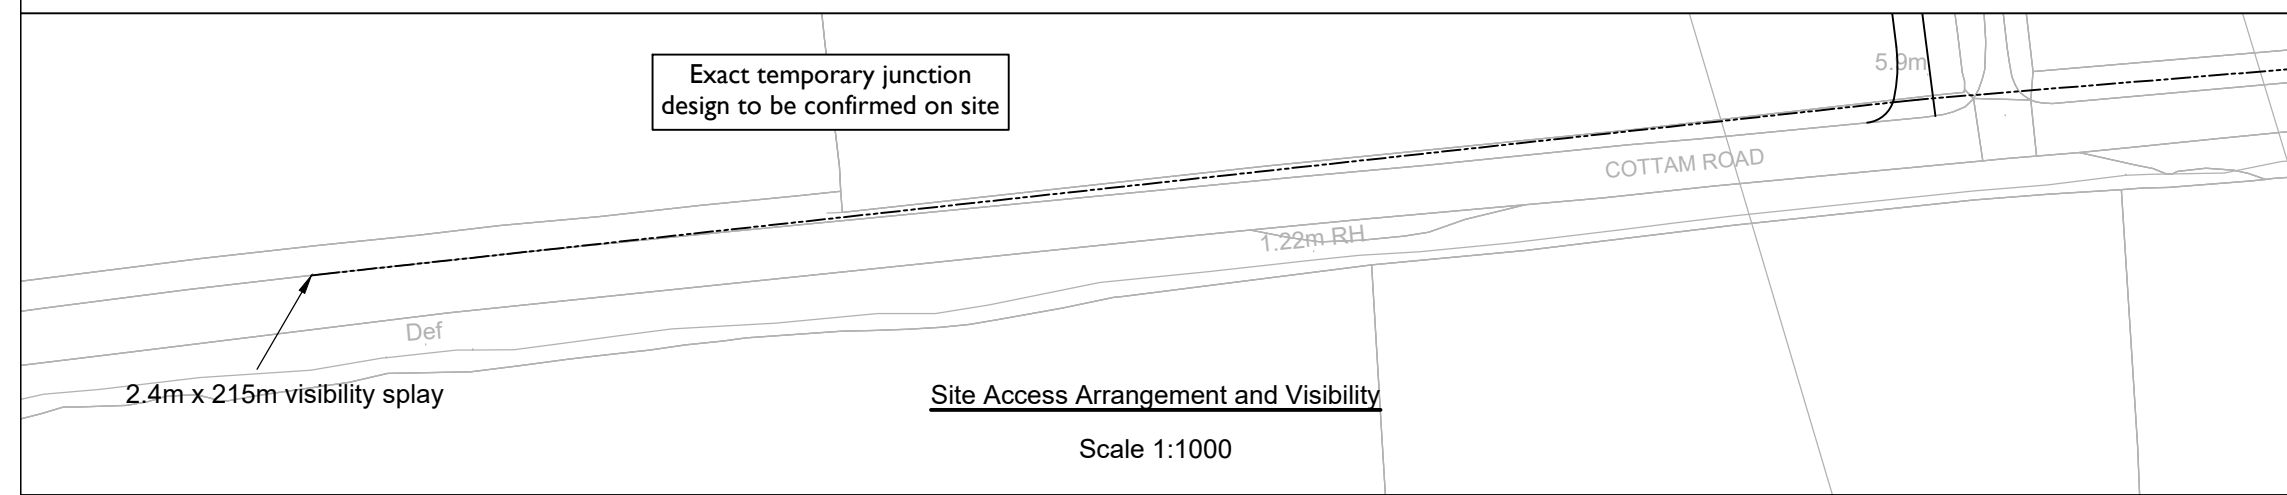 Exact temporary junction
design to be confirmed on site
5.9m
COTTAM ROAD
1.22m RH
Def
2.4m x 215m visibility splay
Site Access Arrangement and Visibility
Scale 1:1000